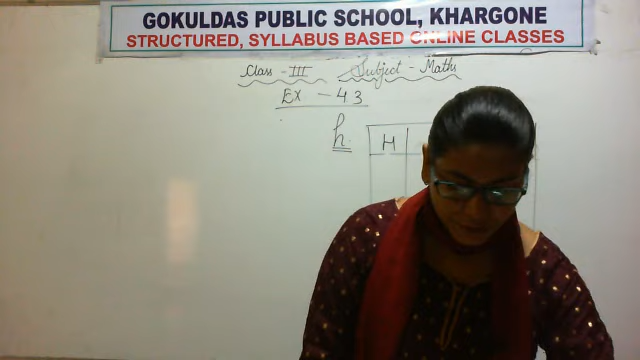 GOKULDAS PUBLIC SCHOOL, KHARGONE
STRUCTURED, SYLLABUS BASED ONLINE CLASSES
Class - III Subject - Maths
Ex - 43
h H